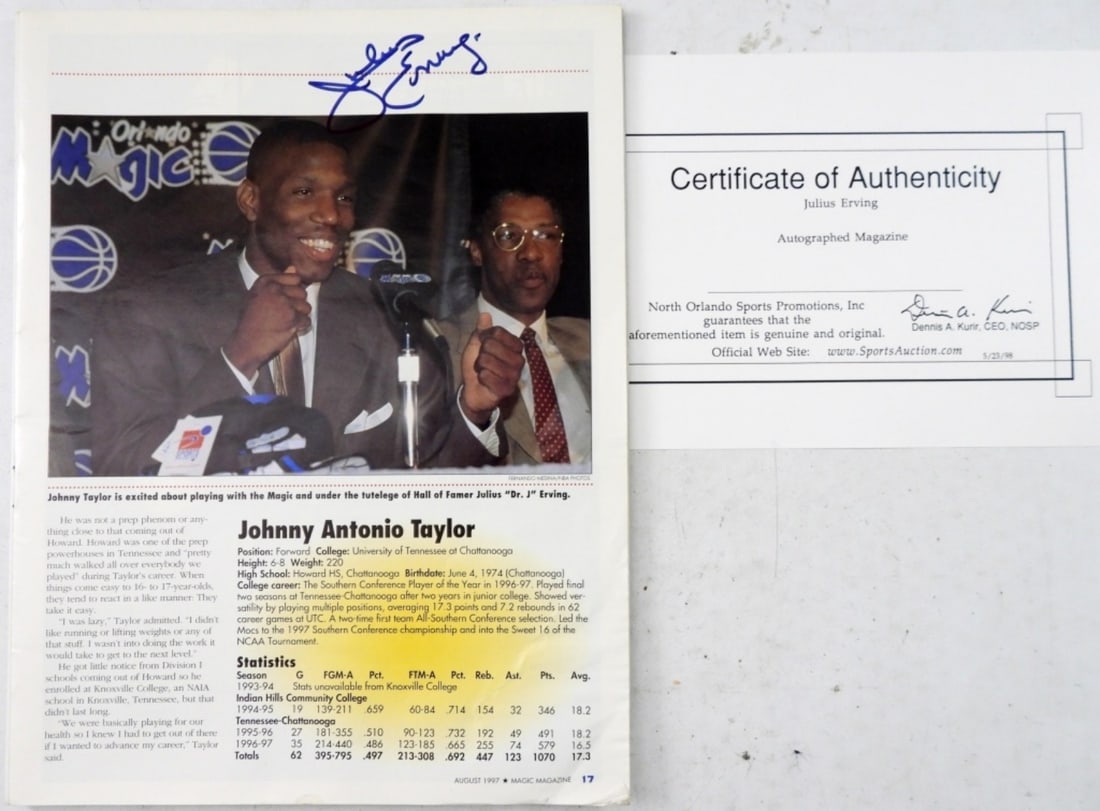 Julius Erving
Orlando
MAGIC
FERNANDO MEDINA/NBA PHOTOS
Johnny Taylor is excited about playing with the Magic and under the tutelege of Hall of Famer Julius "Dr. J" Erving.
He was not a prep phenom or any-
thing close to that coming out of
Howard. Howard was one of the prep
powerhouses in Tennessee and "pretty
much walked all over everybody we
played" during Taylor's career. When
things come easy to 16- to 17-year-olds,
they tend to react in a like manner: They
take it easy.
"I was lazy," Taylor admitted. "I didn't
like running or lifting weights or any of
that stuff. I wasn't into doing the work it
would take to get to the next level."
He got little notice from Division I
schools coming out of Howard so he
enrolled at Knoxville College, an NAIA
school in Knoxville, Tennessee, but that
didn't last long.
"We were basically playing for our
health so I knew I had to get out of there
if I wanted to advance my career," Taylor
said.
Johnny Antonio Taylor
Position: Forward College: University of Tennessee at Chattanooga
Height: 6-8 Weight: 220
High School: Howard HS, Chattanooga Birthdate: June 4, 1974 (Chattanooga)
College career: The Southern Conference Player of the Year in 1996-97. Played final
two seasons at Tennessee-Chattanooga after two years in junior college. Showed ver-
satility by playing multiple positions, averaging 17.3 points and 7.2 rebounds in 62
career games at UTC. A two-time first team All-Southern Conference selection. Led the
Mocs to the 1997 Southern Conference championship and into the Sweet 16 of the
NCAA Tournament.
Statistics
Season G FGM-A Pct. FTM-A Pct. Reb. Ast. Pts. Avg.
1993-94 Stats unavailable from Knoxville College
Indian Hills Community College
1994-95 19 139-211 .659 60-84 .714 154 32 346 18.2
Tennessee-Chattanooga
1995-96 27 181-355 .510 90-123 .732 192 49 491 18.2
1996-97 35 214-440 .486 123-185 .665 255 74 579 16.5
Totals 62 395-795 .497 213-308 .692 447 123 1070 17.3
AUGUST 1997 ★ MAGIC MAGAZINE 17
Certificate of Authenticity
Julius Erving
Autographed Magazine
North Orlando Sports Promotions, Inc
guarantees that the
aforementioned item is genuine and original.
Dennis A. Kurir, CEO, NOSP
Official Web Site: www.SportsAuction.com 5/23/98